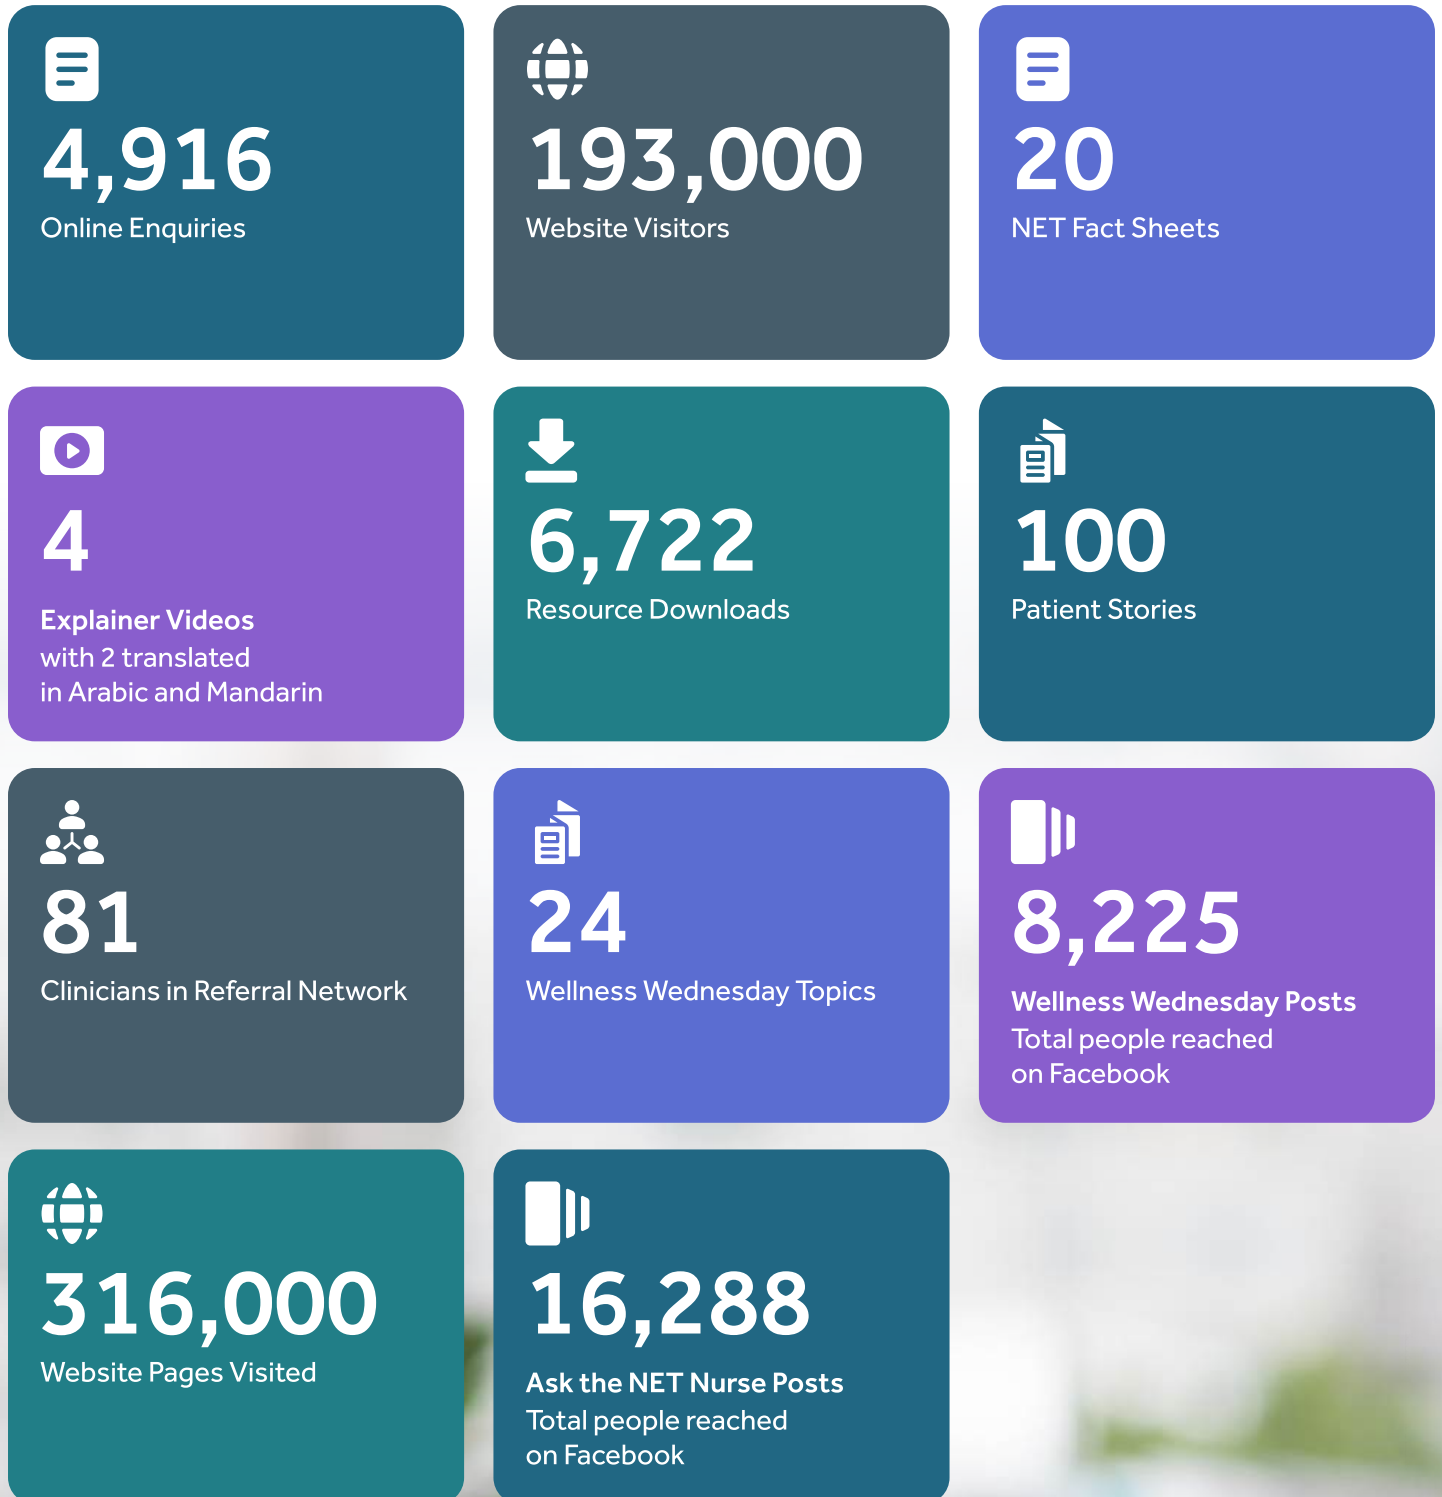 4,916
Online Enquiries
193,000
Website Visitors
20
NET Fact Sheets
4
Explainer Videos
with 2 translated
in Arabic and Mandarin
6,722
Resource Downloads
100
Patient Stories
81
Clinicians in Referral Network
24
Wellness Wednesday Topics
8,225
Wellness Wednesday Posts
Total people reached
on Facebook
316,000
Website Pages Visited
16,288
Ask the NET Nurse Posts
Total people reached
on Facebook